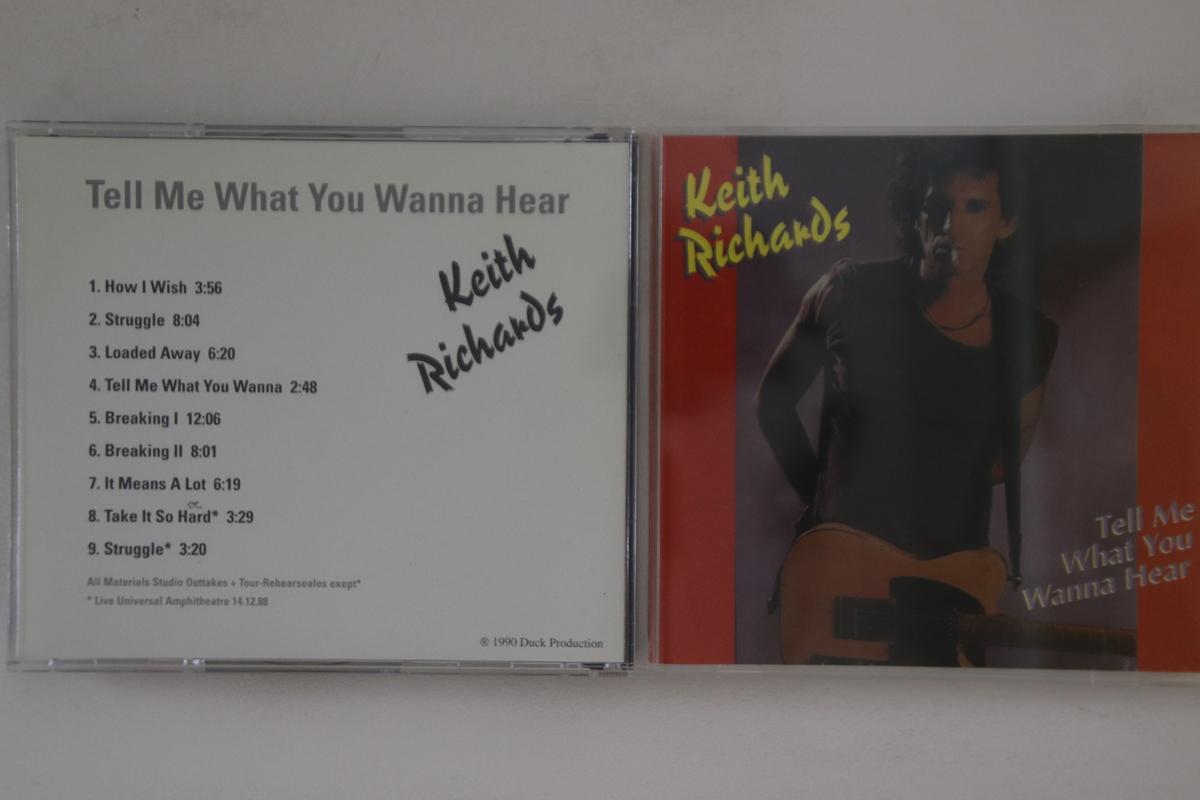 Tell Me What You Wanna Hear
Keith
Richards
1. How I Wish 3:56
2. Struggle 8:04
3. Loaded Away 6:20
4. Tell Me What You Wanna 2:48
5. Breaking I 12:06
6. Breaking II 8:01
7. It Means A Lot 6:19
8. Take It So Hard* 3:29
9. Struggle* 3:20
All Materials Studio Outtakes + Tour-Rehearseales exept*
* Live Universal Amphitheatre 14.12.88
® 1990 Duck Production
Keith
Richards
Tell Me
What You
Wanna Hear